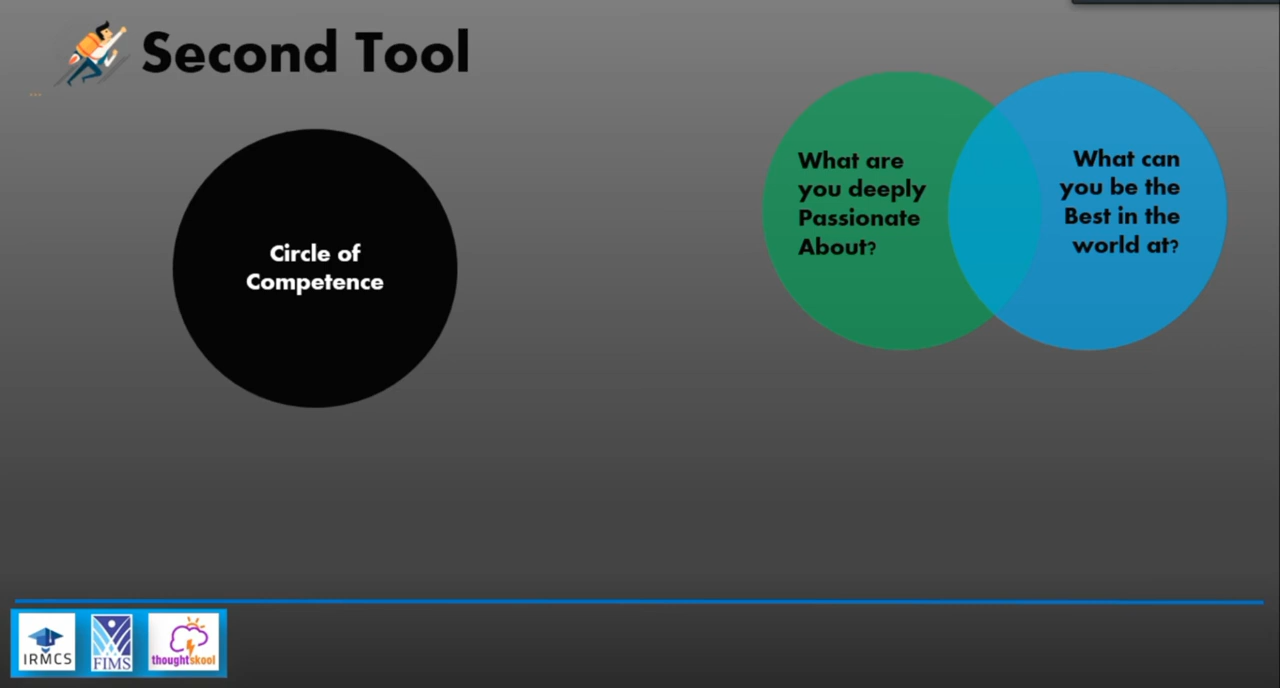 Second Tool
Circle of
Competence
What are
you deeply
Passionate
About?
What can
you be the
Best in the
world at?
IRMCS
FIMS
thoughtskool